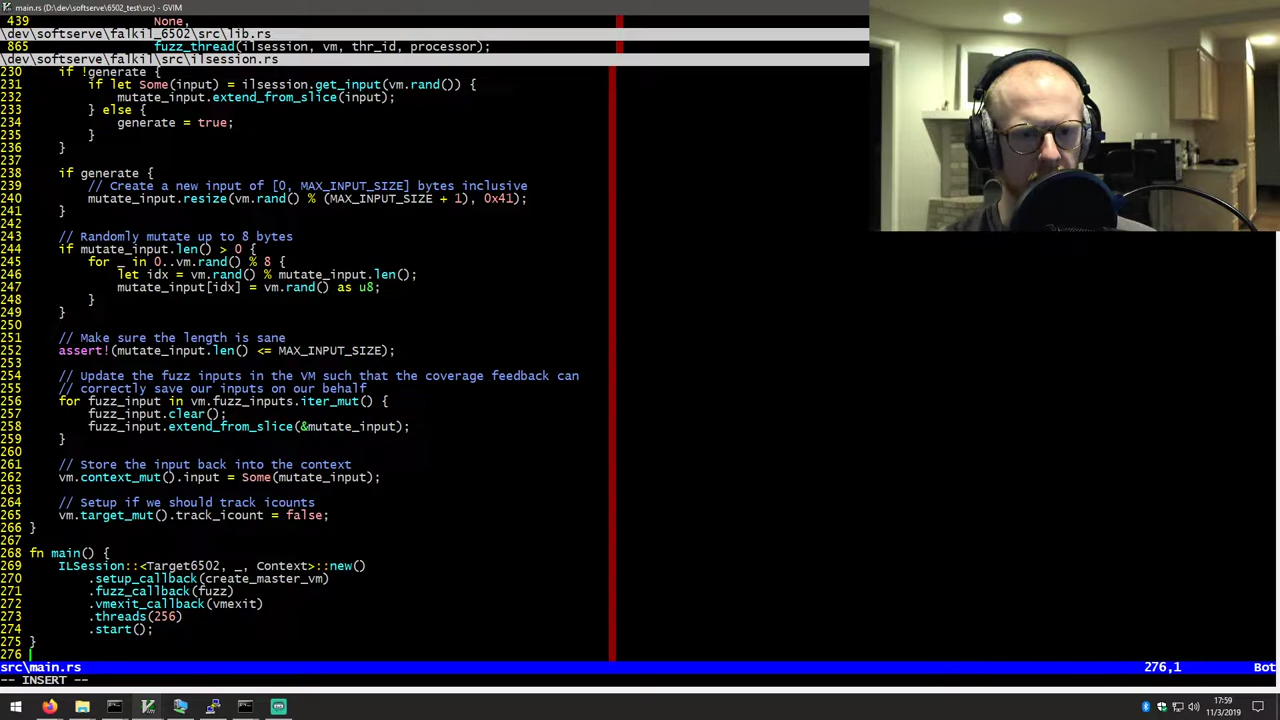 main.rs (D:\dev\softserve\6502_test\src) - GVIM
439                         None,
\dev\softserve\falkil_6502\src\lib.rs
865                     fuzz_thread(ilsession, vm, thr_id, processor);
\dev\softserve\falkil\src\ilsession.rs
230     if !generate {
231         if let Some(input) = ilsession.get_input(vm.rand()) {
232             mutate_input.extend_from_slice(input);
233         } else {
234             generate = true;
235         }
236     }
237
238     if generate {
239         // Create a new input of [0, MAX_INPUT_SIZE] bytes inclusive
240         mutate_input.resize(vm.rand() % (MAX_INPUT_SIZE + 1), 0x41);
241     }
242
243     // Randomly mutate up to 8 bytes
244     if mutate_input.len() > 0 {
245         for _ in 0..vm.rand() % 8 {
246             let idx = vm.rand() % mutate_input.len();
247             mutate_input[idx] = vm.rand() as u8;
248         }
249     }
250
251     // Make sure the length is sane
252     assert!(mutate_input.len() <= MAX_INPUT_SIZE);
253
254     // Update the fuzz inputs in the VM such that the coverage feedback can
255     // correctly save our inputs on our behalf
256     for fuzz_input in vm.fuzz_inputs.iter_mut() {
257         fuzz_input.clear();
258         fuzz_input.extend_from_slice(&mutate_input);
259     }
260
261     // Store the input back into the context
262     vm.context_mut().input = Some(mutate_input);
263
264     // Setup if we should track icounts
265     vm.target_mut().track_icount = false;
266 }
267
268 fn main() {
269     ILSession::<Target6502, _, Context>::new()
270         .setup_callback(create_master_vm)
271         .fuzz_callback(fuzz)
272         .vmexit_callback(vmexit)
273         .threads(256)
274         .start();
275 }
276
src\main.rs 276,1 Bot
-- INSERT --
17:59
11/3/2019